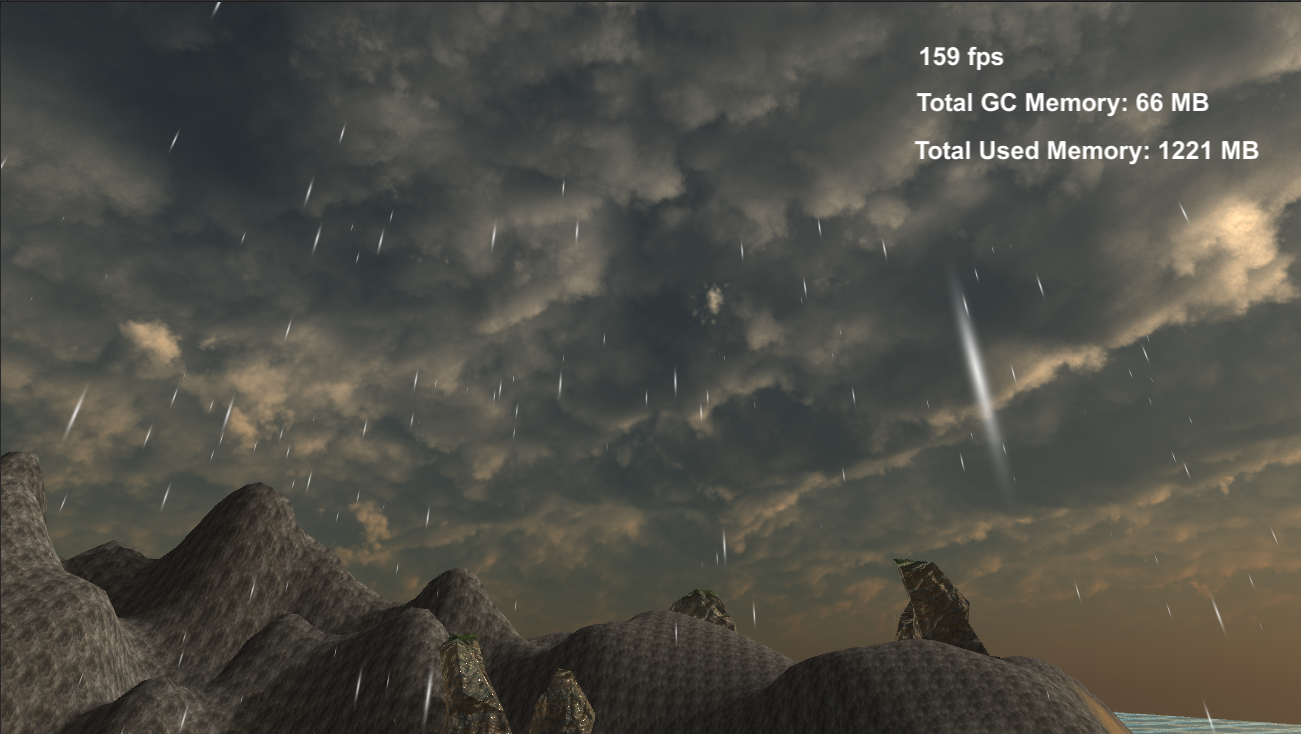 159 fps
Total GC Memory: 66 MB
Total Used Memory: 1221 MB